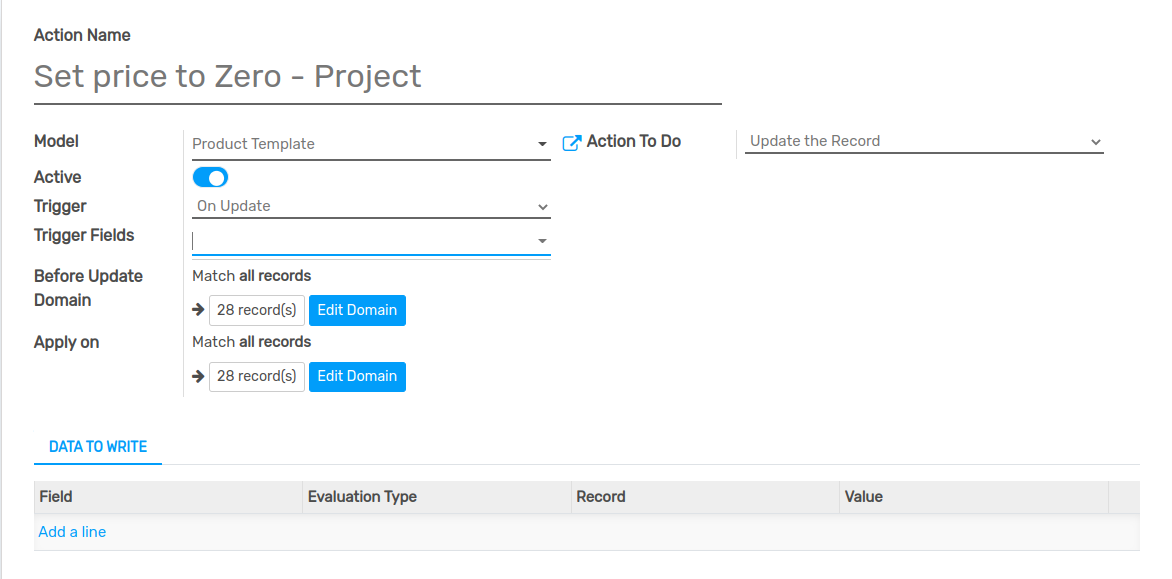 Action Name
Set price to Zero - Project
Model
Product Template
Action To Do
Update the Record
Active
Trigger
On Update
Trigger Fields
Before Update
Domain
Match all records
28 record(s)
Edit Domain
Apply on
Match all records
28 record(s)
Edit Domain
DATA TO WRITE
Field Evaluation Type Record Value
Add a line